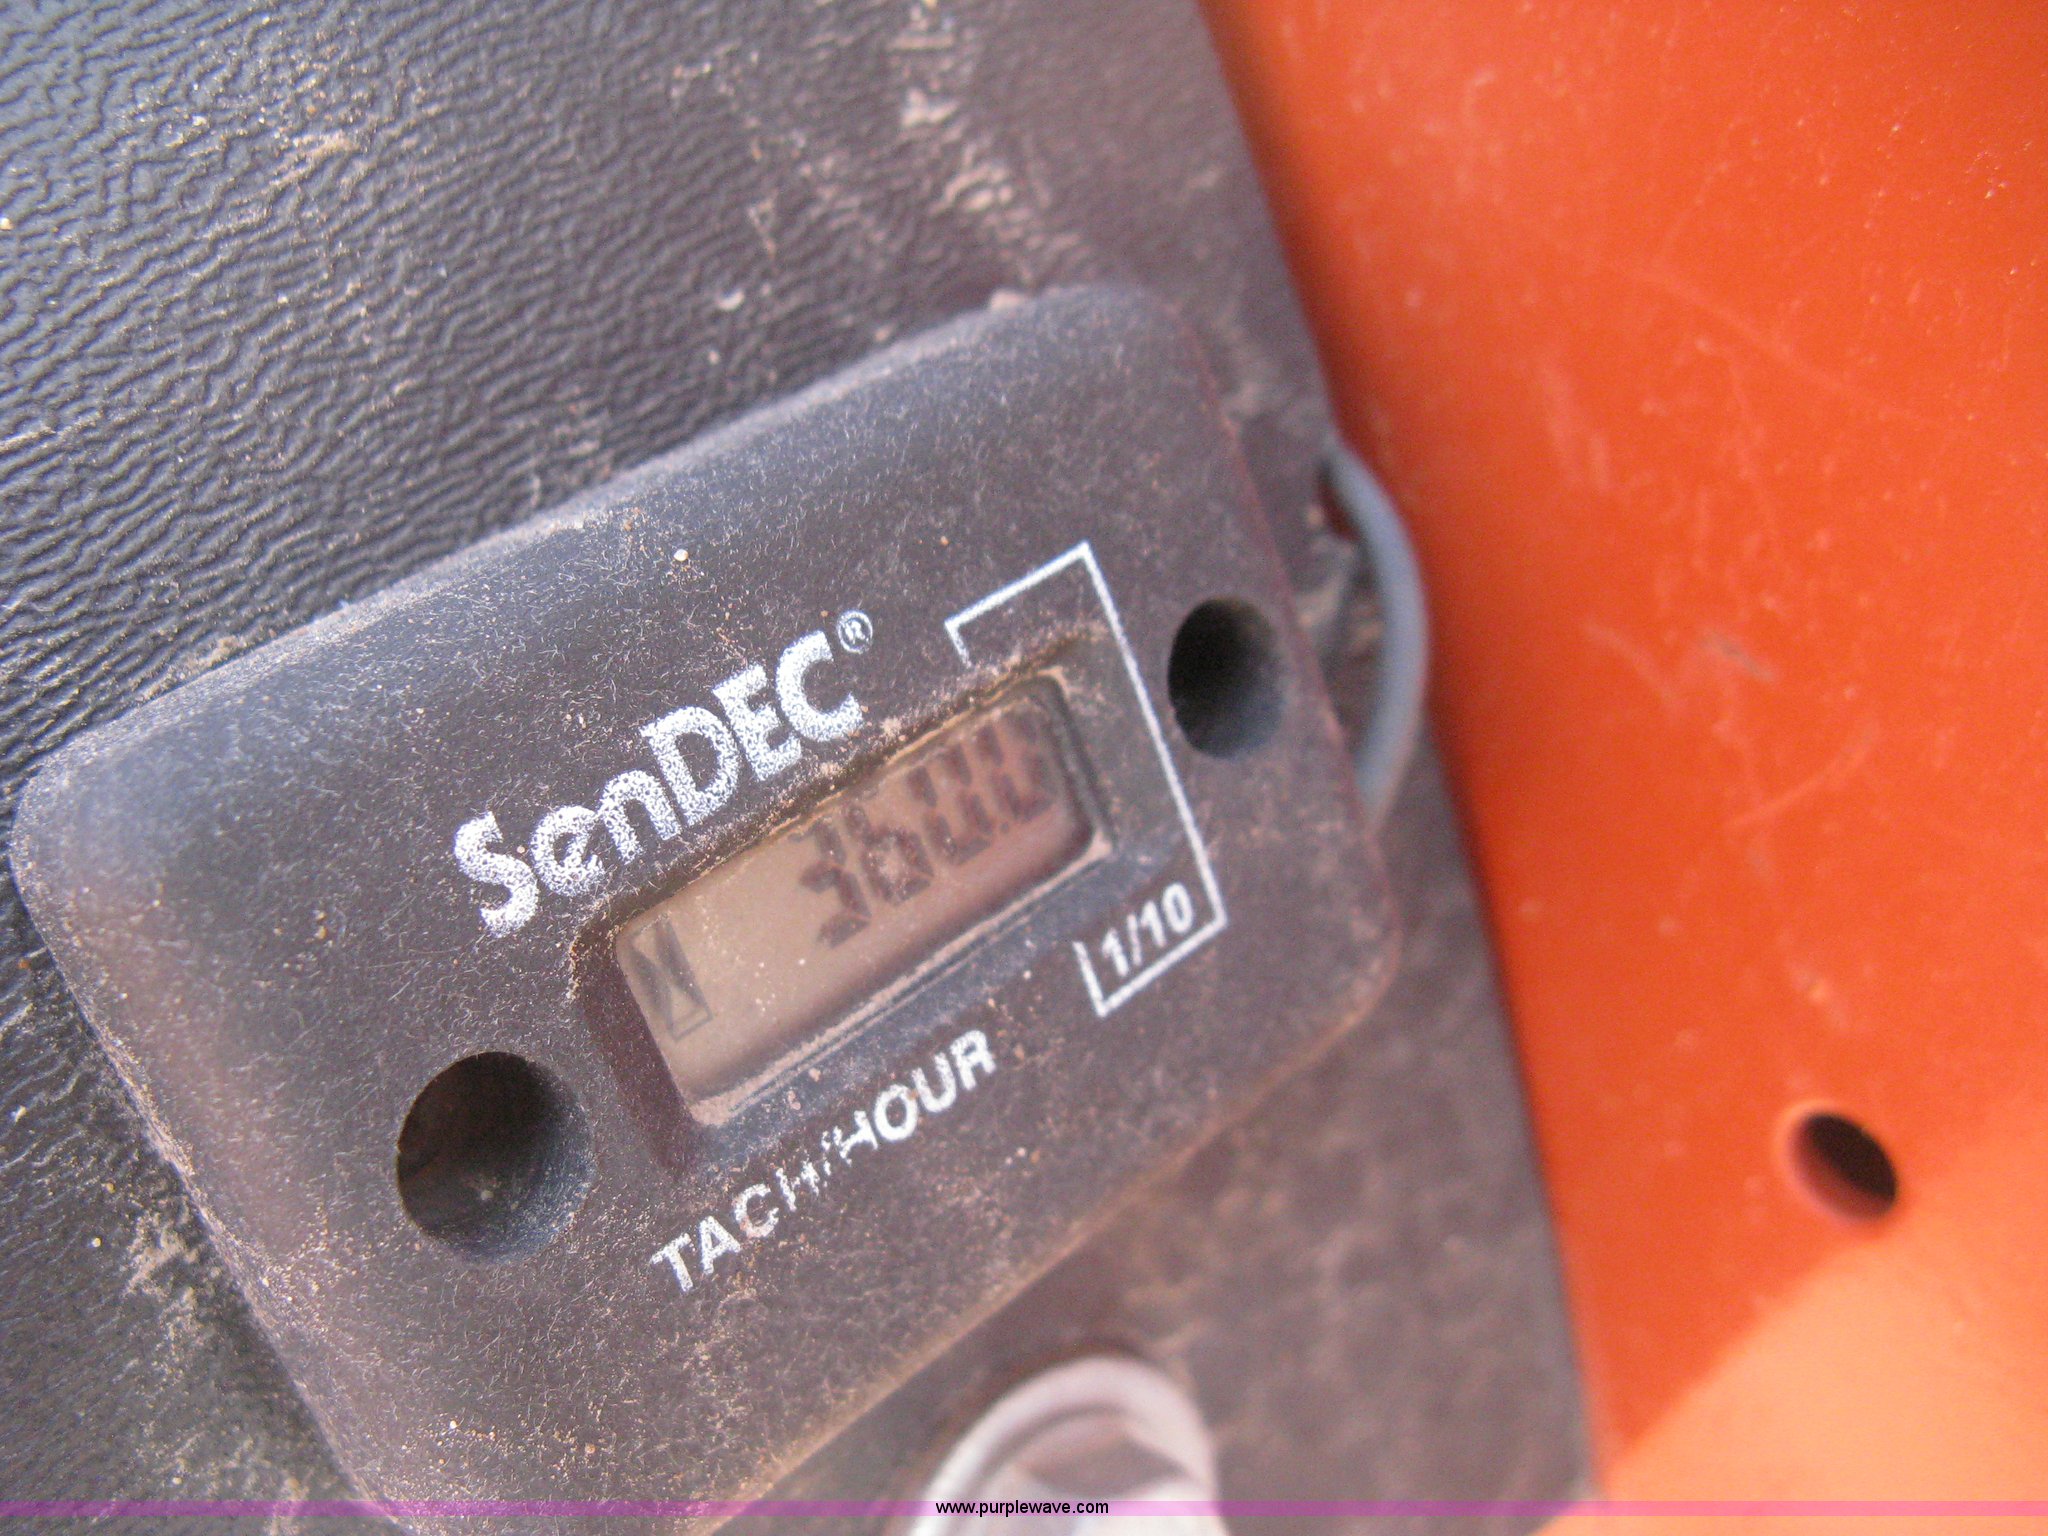 SenDEC®
1/10
TACH/HOUR
www.purplewave.com